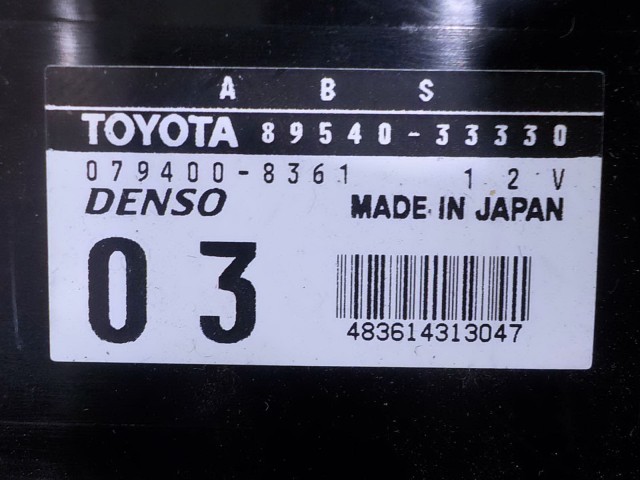 A B S
TOYOTA 89540-33330
079400-8361 12V
DENSO MADE IN JAPAN
03
483614313047